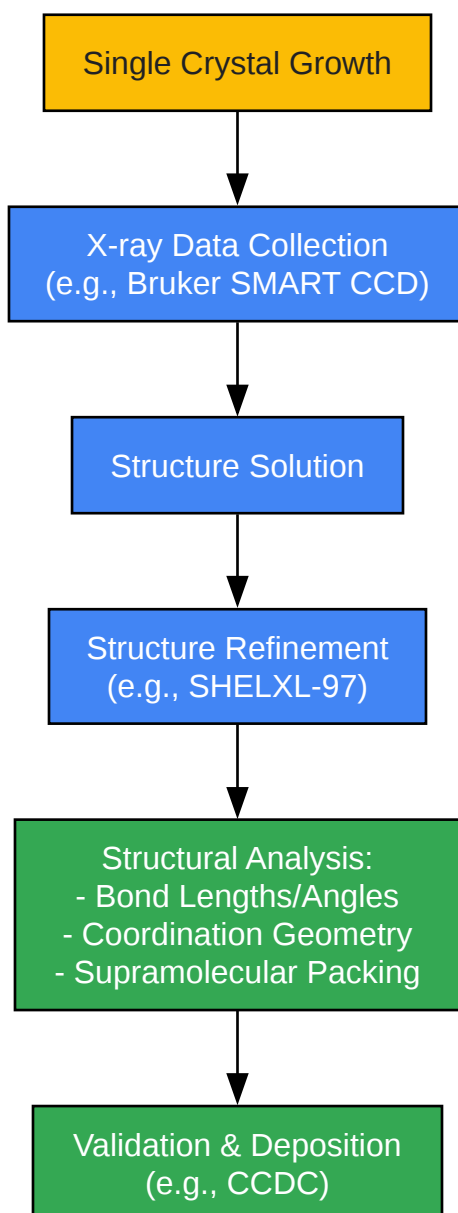 Single Crystal Growth
X-ray Data Collection
(e.g., Bruker SMART CCD)
Structure Solution
Structure Refinement
(e.g., SHELXL-97)
Structural Analysis:
- Bond Lengths/Angles
- Coordination Geometry
- Supramolecular Packing
Validation & Deposition
(e.g., CCDC)